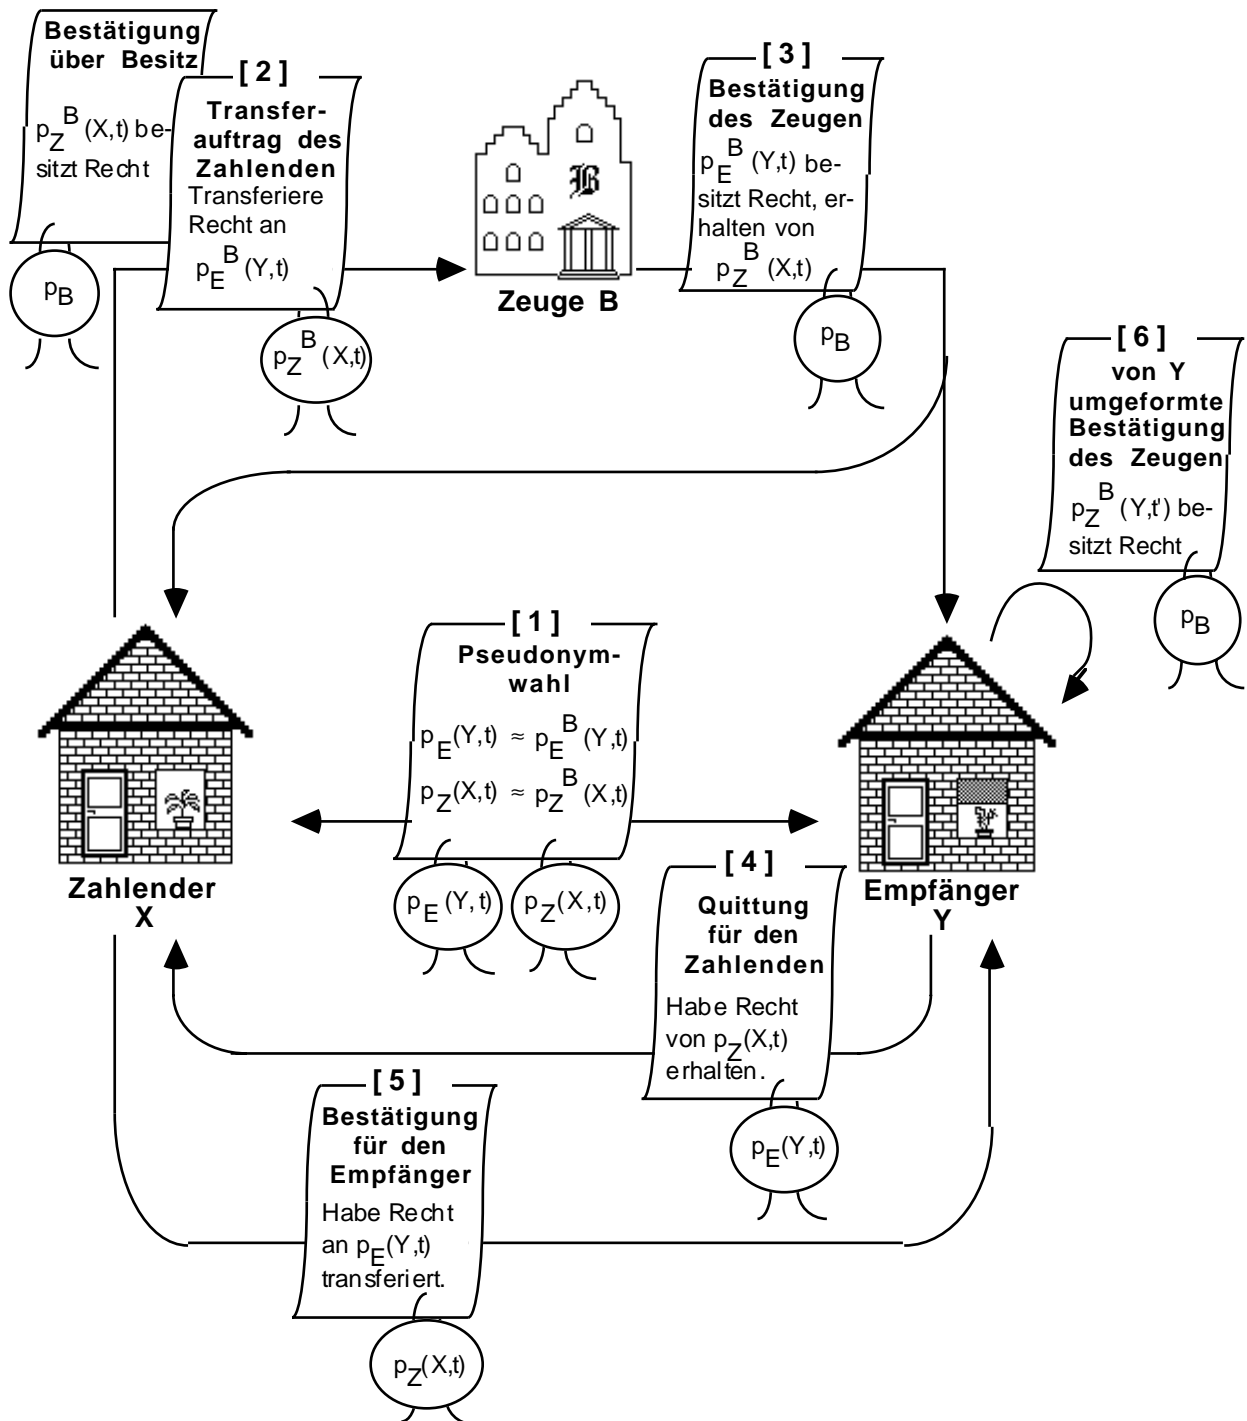 Bestätigung
über Besitz
p_Z^B (X,t) be-
sitzt Recht
p_B
[ 2 ]
Transfer-
auftrag des
Zahlenden
Transferiere
Recht an
p_E^B (Y,t)
p_Z^B (X,t)
B
Zeuge B
[ 3 ]
Bestätigung
des Zeugen
p_E^B (Y,t) be-
sitzt Recht, er-
halten von
p_Z^B (X,t)
p_B
[ 6 ]
von Y
umgeformte
Bestätigung
des Zeugen
p_Z^B (Y,t') be-
sitzt Recht
p_B
[ 1 ]
Pseudonym-
wahl
p_E(Y,t) ≈ p_E^B (Y,t)
p_Z(X,t) ≈ p_Z^B (X,t)
p_E (Y,t)
p_Z(X,t)
Zahlender
X
Empfänger
Y
[ 4 ]
Quittung
für den
Zahlenden
Habe Recht
von p_Z(X,t)
erhalten.
p_E(Y,t)
[ 5 ]
Bestätigung
für den
Empfänger
Habe Recht
an p_E(Y,t)
transferiert.
p_Z(X,t)